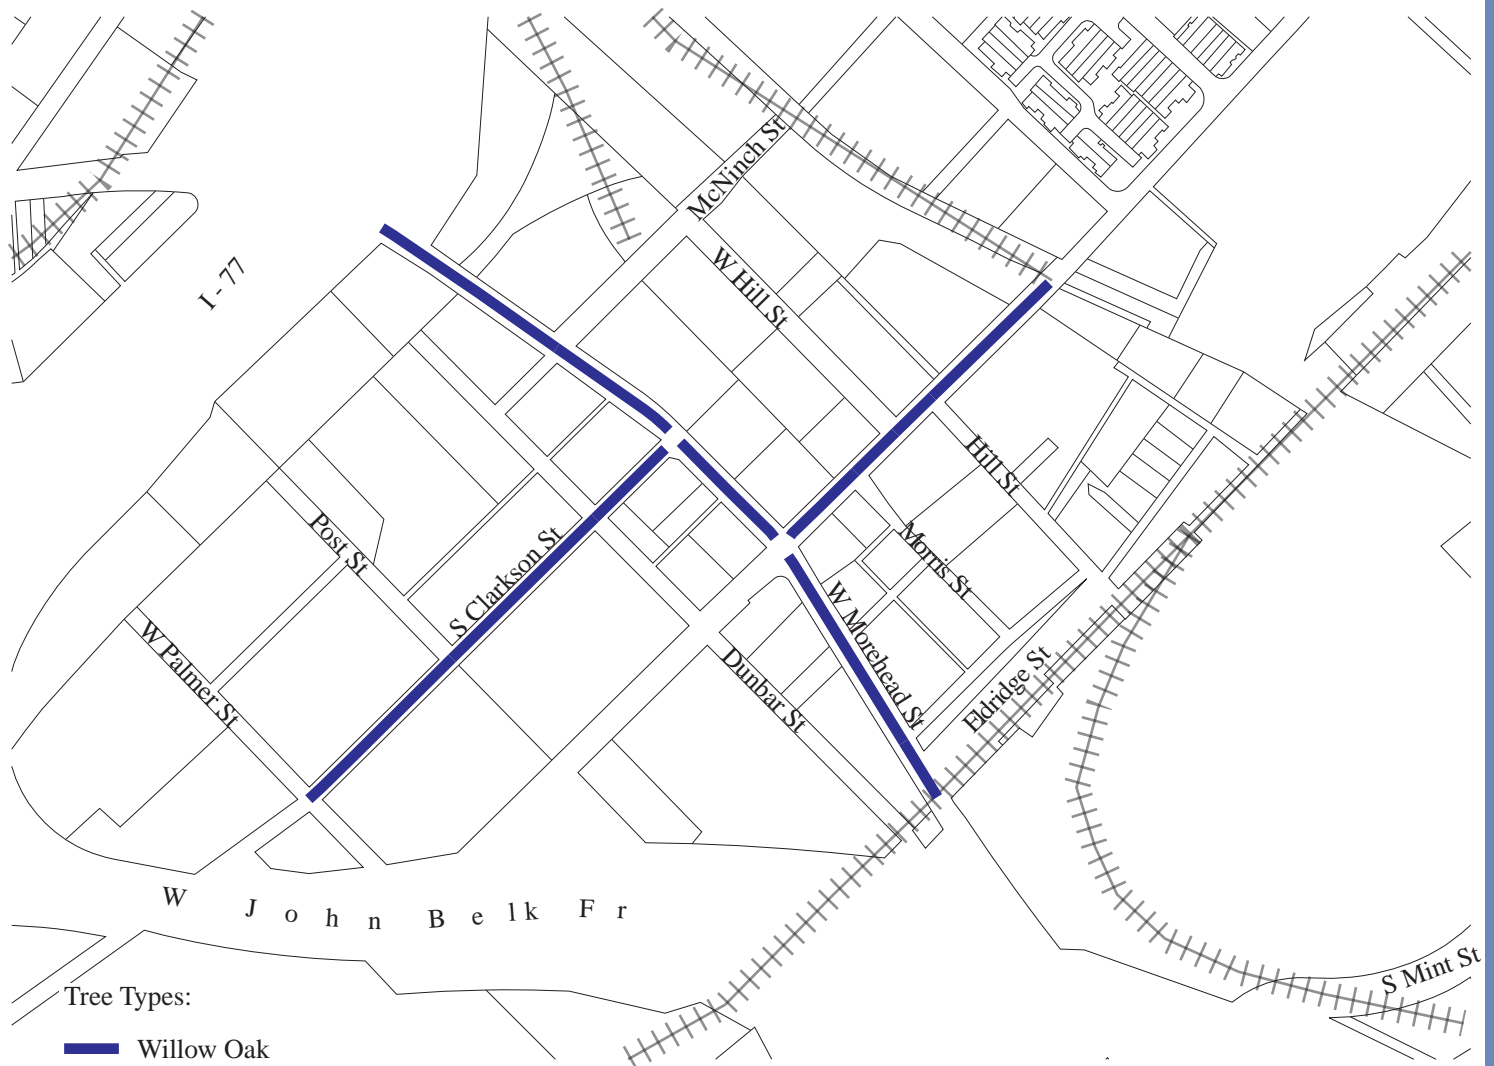 McNinch St
W Hill St
I - 77
Hill St
Post St
S Clarkson St
Morris St
W Palmer St
W Morehead St
Dunbar St
Eldridge St
W John Belk Fr
S Mint St
Tree Types:
Willow Oak